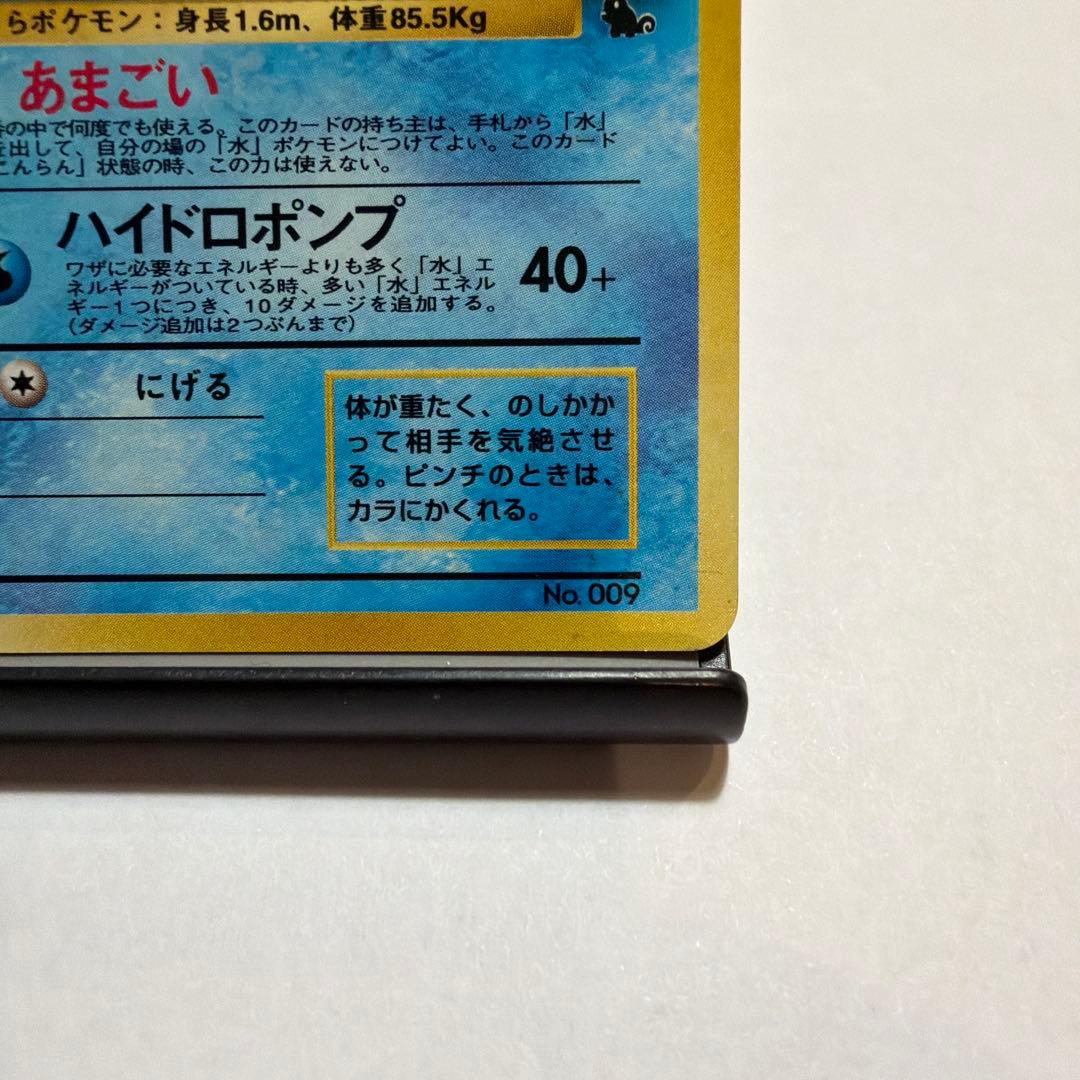 らポケモン：身長1.6m、体重85.5Kg
あまごい
の中で何度でも使える。このカードの持ち主は、手札から「水」
出して、自分の場の「水」ポケモンにつけてよい。このカード
こんらん」状態の時、この力は使えない。
ハイドロポンプ
40+
ワザに必要なエネルギーよりも多く「水」エ
ネルギーがついている時、多い「水」エネル
ギー1つにつき、10ダメージを追加する。
（ダメージ追加は2つぶんまで）
にげる
体が重たく、のしかか
って相手を気絶させ
る。ピンチのときは、
カラにかくれる。
No. 009